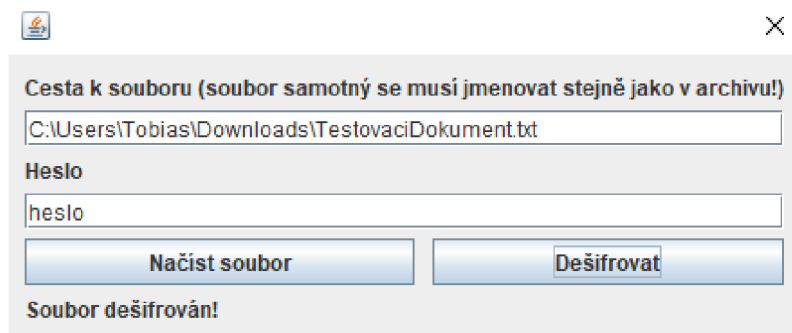 Cesta k souboru (soubor samotný se musí jmenovat stejně jako v archivu!)
C:\Users\Tobias\Downloads\TestovaciDokument.txt
Heslo
heslo
Načíst soubor Dešifrovat
Soubor dešifrován!